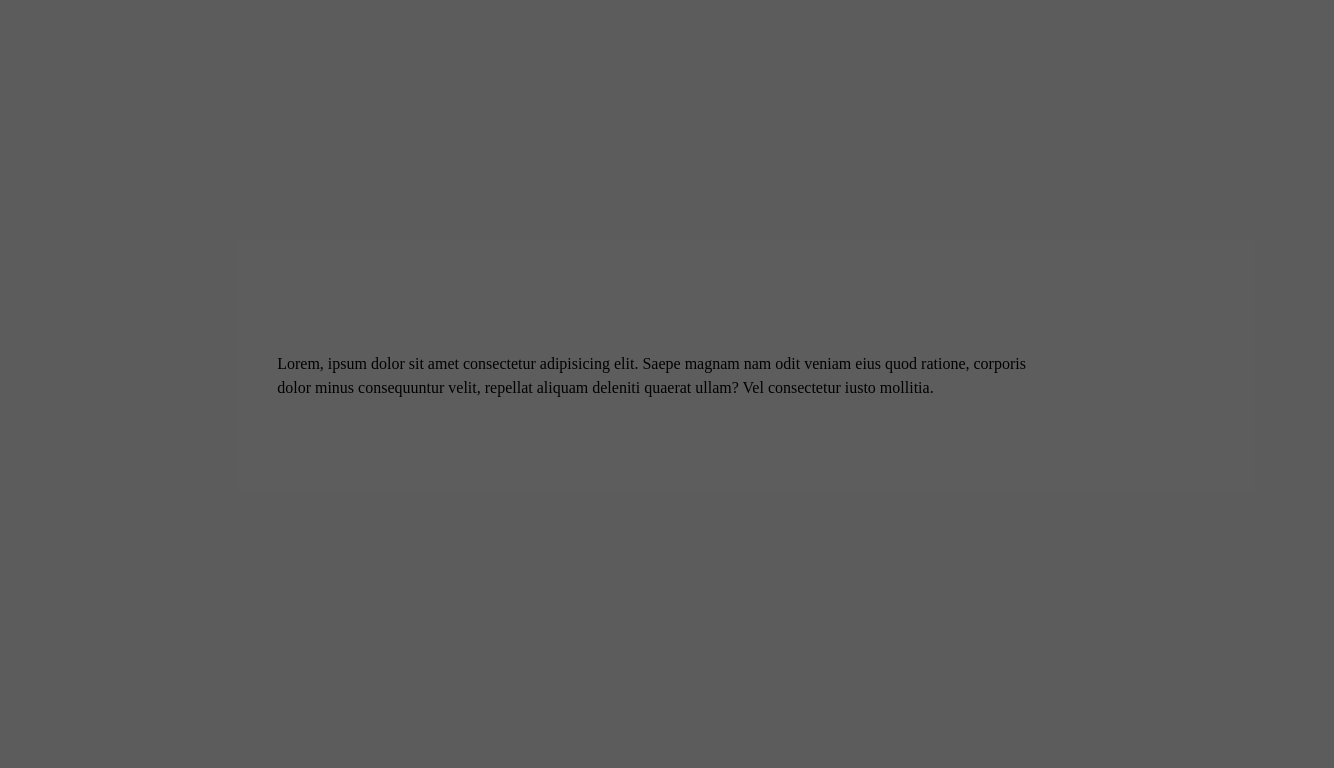 Lorem, ipsum dolor sit amet consectetur adipisicing elit. Saepe magnam nam odit veniam eius quod ratione, corporis
dolor minus consequuntur velit, repellat aliquam deleniti quaerat ullam? Vel consectetur iusto mollitia.